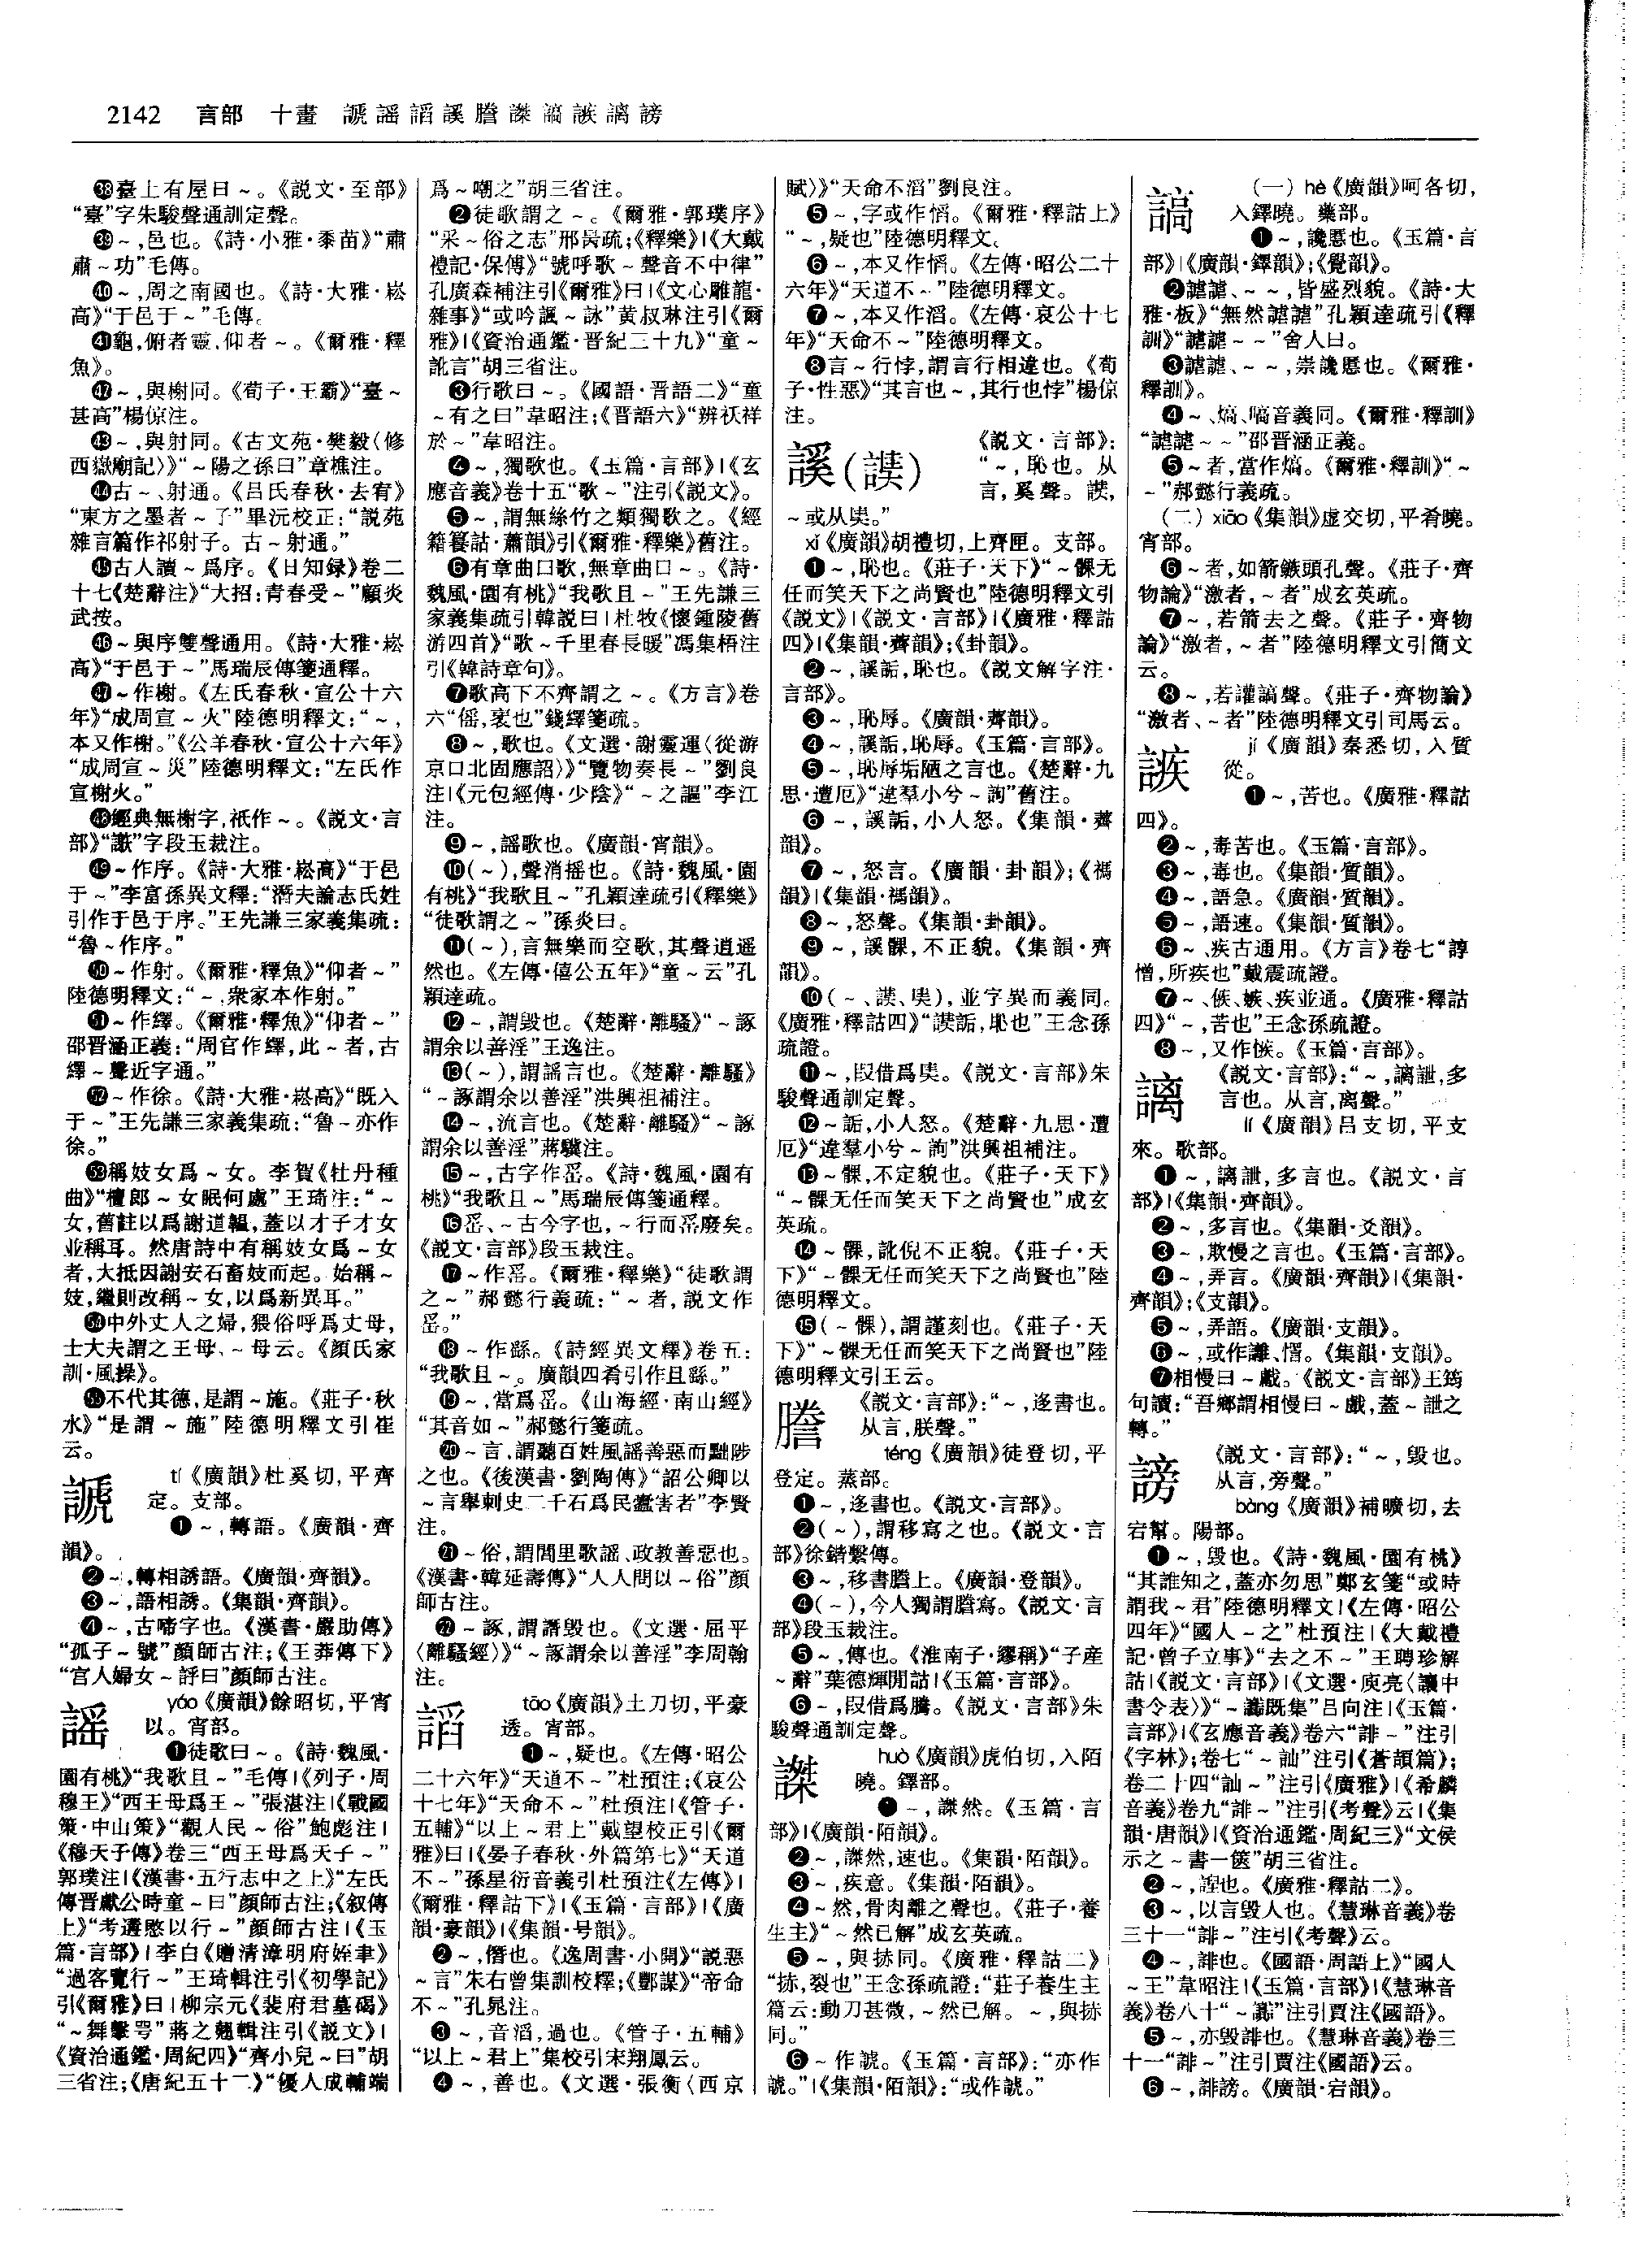 2142 言部 十畫 謕謠謟謑謄謋謞誺謧謗
㊳臺上有屋曰～。《説文·至部》
“臺”字朱駿聲通訓定聲。
㊴～,邑也。《詩·小雅·黍苗》“肅
肅～功”毛傳。
㊵～,周之南國也。《詩·大雅·崧
高》“于邑于～”毛傳。
㊶龜,俯者靈,仰者～。《爾雅·釋
魚》。
㊷～,與榭同。《荀子·王霸》“臺～
甚高”楊倞注。
㊸～,與射同。《古文苑·樊毅〈修
西嶽廟記〉》“～陽之孫曰”章樵注。
㊹古～、射通。《吕氏春秋·去宥》
“東方之墨者～子”畢沅校正:“説苑
雜言篇作祁射子。古～射通。”
㊺古人讀～爲序。《日知録》卷二
十七《楚辭注》“大招:青春受～”顧炎
武按。
㊻～與序雙聲通用。《詩·大雅·崧
高》“于邑于～”馬瑞辰傳箋通釋。
㊼～作榭。《左氏春秋·宣公十六
年》“成周宣～火”陸德明釋文:“～,
本又作榭。”《公羊春秋·宣公十六年》
“成周宣～災”陸德明釋文:“左氏作
宣榭火。”
㊽經典無榭字,祇作～。《説文·言
部》“謝”字段玉裁注。
㊾～作序。《詩·大雅·崧高》“于邑
于～”李富孫異文釋:“潛夫論志氏姓
引作于邑于序。”王先謙三家義集疏:
“魯～作序。”
㊿～作射。《爾雅·釋魚》“仰者～”
陸德明釋文:“～,衆家本作射。”
51～作繹。《爾雅·釋魚》“仰者～”
邵晋涵正義:“周官作繹,此～者,古
繹～聲近字通。”
52～作徐。《詩·大雅·崧高》“既入
于～”王先謙三家義集疏:“魯～亦作
徐。”
53稱妓女爲～女。李賀《牡丹種
曲》“檀郎～女眠何處”王琦注:“～
女,舊註以爲謝道韞,蓋以才子才女
並稱耳。然唐詩中有稱妓女爲～女
者,大抵因謝安石畜妓而起。始稱～
妓,繼則改稱～女,以爲新異耳。”
54中外丈人之婦,猥俗呼爲丈母,
士大夫謂之王母、～母云。《顔氏家
訓·風操》。
55不代其德,是謂～施。《莊子·秋
水》“是謂～施”陸德明釋文引崔
云。
謕 tí《廣韻》杜奚切,平齊
定。支部。
❶～,轉語。《廣韻·齊
韻》。
❷～,轉相誘語。《廣韻·齊韻》。
❸～,語相誘。《集韻·齊韻》。
❹～,古啼字也。《漢書·嚴助傳》
“孤子～號”顔師古注;《王莽傳下》
“宫人婦女～謼曰”顔師古注。
謠 yáo《廣韻》餘昭切,平宵
以。宵部。
❶徒歌曰～。《詩·魏風·
園有桃》“我歌且～”毛傳|《列子·周
穆王》“西王母爲王～”張湛注|《戰國
策·中山策》“觀人民～俗”鮑彪注|
《穆天子傳》卷三“西王母爲天子～”
郭璞注|《漢書·五行志中之上》“左氏
傳晋獻公時童～曰”顔師古注;《叙傳
上》“考遘愍以行～”顔師古注|《玉
篇·言部》|李白《贈清漳明府姪聿》
“過客覽行～”王琦輯注引《初學記》
引《爾雅》曰|柳宗元《裴府君墓碣》
“～舞擊咢”蔣之翹輯注引《説文》|
《資治通鑑·周紀四》“齊小兒～曰”胡
三省注;《唐紀五十二》“優人成輔端
爲～嘲之”胡三省注。
❷徒歌謂之～。《爾雅·郭璞序》
“采～俗之志”邢昺疏;《釋樂》|《大戴
禮記·保傅》“號呼歌～聲音不中律”
孔廣森補注引《爾雅》曰|《文心雕龍·
雜事》“或吟諷～詠”黄叔琳注引《爾
雅》|《資治通鑑·晋紀二十九》“童～
訛言”胡三省注。
❸行歌曰～。《國語·晋語二》“童
～有之曰”韋昭注;《晋語六》“辨祅祥
於～”韋昭注。
❹～,獨歌也。《玉篇·言部》|《玄
應音義》卷十五“歌～”注引《説文》。
❺～,謂無絲竹之類獨歌之。《經
籍籑詁·蕭韻》引《爾雅·釋樂》舊注。
❻有章曲曰歌,無章曲曰～。《詩·
魏風·園有桃》“我歌且～”王先謙三
家義集疏引韓説曰|杜牧《懷鍾陵舊
游四首》“歌～千里春長暖”馮集梧注
引《韓詩章句》。
❼歌高下不齊謂之～。《方言》卷
六“傜,衺也”錢繹箋疏。
❽～,歌也。《文選·謝靈運〈從游
京口北固應詔〉》“覽物奏長～”劉良
注|《元包經傳·少陰》“～之謳”李江
注。
❾～,謠歌也。《廣韻·宵韻》。
❿(～),聲消摇也。《詩·魏風·園
有桃》“我歌且～”孔穎達疏引《釋樂》
“徒歌謂之～”孫炎曰。
⓫(～),言無樂而空歌,其聲逍遥
然也。《左傳·僖公五年》“童～云”孔
穎達疏。
⓬～,謂毁也。《楚辭·離騷》“～諑
謂余以善淫”王逸注。
⓭(～),謂謠言也。《楚辭·離騷》
“～諑謂余以善淫”洪興祖補注。
⓮～,流言也。《楚辭·離騷》“～諑
謂余以善淫”蔣驥注。
⓯～,古字作䍃。《詩·魏風·園有
桃》“我歌且～”馬瑞辰傳箋通釋。
⓰䍃、～古今字也,～行而䍃廢矣。
《説文·言部》段玉裁注。
⓱～作䍃。《爾雅·釋樂》“徒歌謂
之～”郝懿行義疏:“～者,説文作
䍃。”
⓲～作繇。《詩經異文釋》卷五:
“我歌且～。廣韻四宵引作且繇。”
⓳～,當爲䍃。《山海經·南山經》
“其音如～”郝懿行箋疏。
⓴～言,謂聽百姓風謠善惡而黜陟
之也。《後漢書·劉陶傳》“詔公卿以
～言舉刺史二千石爲民蠹害者”李賢
注。
㉑～俗,謂閭里歌謠、政教善惡也。
《漢書·韓延壽傳》“人人問以～俗”顔
師古注。
㉒～諑,謂譖毁也。《文選·屈平
〈離騷經〉》“～諑謂余以善淫”李周翰
注。
謟 tāo《廣韻》土刀切,平豪
透。宵部。
❶～,疑也。《左傳·昭公
二十六年》“天道不～”杜預注;《哀公
十七年》“天命不～”杜預注|《管子·
五輔》“以上～君上”戴望校正引《爾
雅》曰|《晏子春秋·外篇第七》“天道
不～”孫星衍音義引杜預注《左傳》|
《爾雅·釋詁下》|《玉篇·言部》|《廣
韻·豪韻》|《集韻·号韻》。
❷～,僭也。《逸周書·小開》“説惡
～言”朱右曾集訓校釋;《酆謀》“帝命
不～”孔晁注。
❸～,音滔,過也。《管子·五輔》
“以上～君上”集校引宋翔鳳云。
❹～,善也。《文選·張衡〈西京
賦〉》“天命不滔”劉良注。
❺～,字或作慆。《爾雅·釋詁上》
“～,疑也”陸德明釋文。
❻～,本又作慆。《左傳·昭公二十
六年》“天道不～”陸德明釋文。
❼～,本又作滔。《左傳·哀公十七
年》“天命不～”陸德明釋文。
❽言～行悖,謂言行相違也。《荀
子·性惡》“其言也～,其行也悖”楊倞
注。
謑(謨) 《説文·言部》:
“～,恥也。从
言,奚聲。䜁,
～或从𡕥。”
xǐ《廣韻》胡禮切,上齊匣。支部。
❶～,恥也。《莊子·天下》“～髁无
任而笑天下之尚賢也”陸德明釋文引
《説文》|《説文·言部》|《廣雅·釋詁
四》|《集韻·薺韻》;《卦韻》。
❷～,謑詬,恥也。《説文解字注·
言部》。
❸～,恥辱。《廣韻·薺韻》。
❹～,謑詬,恥辱。《玉篇·言部》。
❺～,恥辱垢陋之言也。《楚辭·九
思·遭厄》“違羣小兮～訽”舊注。
❻～,謑詬,小人怒。《集韻·薺
韻》。
❼～,怒言。《廣韻·卦韻》;《禡
韻》|《集韻·禡韻》。
❽～,怒聲。《集韻·卦韻》。
❾～,謑髁,不正貌。《集韻·齊
韻》。
❿(～、䜁、𡕥),並字異而義同。
《廣雅·釋詁四》“䜁詬,恥也”王念孫
疏證。
⓫～,叚借爲𡕥。《説文·言部》朱
駿聲通訓定聲。
⓬～詬,小人怒。《楚辭·九思·遭
厄》“違羣小兮～訽”洪興祖補注。
⓭～髁,不定貌也。《莊子·天下》
“～髁无任而笑天下之尚賢也”成玄
英疏。
⓮～髁,訛倪不正貌。《莊子·天
下》“～髁无任而笑天下之尚賢也”陸
德明釋文。
⓯(～髁),謂謹刻也。《莊子·天
下》“～髁无任而笑天下之尚賢也”陸
德明釋文引王云。
謄 《説文·言部》:“～,迻書也。
从言,朕聲。”
téng《廣韻》徒登切,平
登定。蒸部。
❶～,迻書也。《説文·言部》。
❷(～),謂移寫之也。《説文·言
部》徐鍇繫傳。
❸～,移書謄上。《廣韻·登韻》。
❹(～),今人獨謂謄寫。《説文·言
部》段玉裁注。
❺～,傳也。《淮南子·繆稱》“子産
～辭”葉德輝閒詁|《玉篇·言部》。
❻～,叚借爲騰。《説文·言部》朱
駿聲通訓定聲。
謋 huò《廣韻》虎伯切,入陌
曉。鐸部。
❶～,謋然。《玉篇·言
部》|《廣韻·陌韻》。
❷～,謋然,速也。《集韻·陌韻》。
❸～,疾意。《集韻·陌韻》。
❹～然,骨肉離之聲也。《莊子·養
生主》“～然已解”成玄英疏。
❺～,與捇同。《廣雅·釋詁二》
“捇,裂也”王念孫疏證:“莊子養生主
篇云:動刀甚微,～然已解。～,與捇
同。”
❻～作諕。《玉篇·言部》:“亦作
諕。”|《集韻·陌韻》:“或作諕。”
謞 (一)hè《廣韻》呵各切,
入鐸曉。藥部。
❶～,讒慝也。《玉篇·言
部》|《廣韻·鐸韻》;《覺韻》。
❷謔謔、～～,皆盛烈貌。《詩·大
雅·板》“無然謔謔”孔穎達疏引《釋
訓》“謔謔～～”舍人曰。
❸謔謔、～～,崇讒慝也。《爾雅·
釋訓》。
❹～、熇、嗃音義同。《爾雅·釋訓》
“謔謔～～”邵晋涵正義。
❺～者,當作熇。《爾雅·釋訓》“～
～”郝懿行義疏。
(二)xiāo《集韻》虚交切,平肴曉。
宵部。
❻～者,如箭鏃頭孔聲。《莊子·齊
物論》“激者,～者”成玄英疏。
❼～,若箭去之聲。《莊子·齊物
論》“激者,～者”陸德明釋文引簡文
云。
❽～,若讙謞聲。《莊子·齊物論》
“激者、～者”陸德明釋文引司馬云。
𧪡 jí《廣韻》秦悉切,入質
從。
❶～,苦也。《廣雅·釋詁
四》。
❷～,毒苦也。《玉篇·言部》。
❸～,毒也。《集韻·質韻》。
❹～,語急。《廣韻·質韻》。
❺～,語速。《集韻·質韻》。
❻～、疾古通用。《方言》卷七“諄
憎,所疾也”戴震疏證。
❼～、㑵、嫉、疾並通。《廣雅·釋詁
四》“～,苦也”王念孫疏證。
❽～,又作㑵。《玉篇·言部》。
謧 《説文·言部》:“～,謧詍,多
言也。从言,离聲。”
lí《廣韻》吕支切,平支
來。歌部。
❶～,謧詍,多言也。《説文·言
部》|《集韻·齊韻》。
❷～,多言也。《集韻·爻韻》。
❸～,欺慢之言也。《玉篇·言部》。
❹～,弄言。《廣韻·齊韻》|《集韻·
齊韻》;《支韻》。
❺～,弄語。《廣韻·支韻》。
❻～,或作讈、㦒。《集韻·支韻》。
❼相慢曰～戲。《説文·言部》王筠
句讀:“吾鄉謂相慢曰～戲,蓋～詍之
轉。”
謗 《説文·言部》:“～,毁也。
从言,旁聲。”
bàng《廣韻》補曠切,去
宕幫。陽部。
❶～,毁也。《詩·魏風·園有桃》
“其誰知之,蓋亦勿思”鄭玄箋“或時
謂我～君”陸德明釋文|《左傳·昭公
四年》“國人～之”杜預注|《大戴禮
記·曾子立事》“去之不～”王聘珍解
詁|《説文·言部》|《文選·庾亮〈讓中
書令表〉》“～讟既集”吕向注|《玉篇·
言部》|《玄應音義》卷六“誹～”注引
《字林》;卷七“～訕”注引《蒼頡篇》;
卷二十四“訕～”注引《廣雅》|《希麟
音義》卷九“誹～”注引《考聲》云|《集
韻·唐韻》|《資治通鑑·周紀三》“文侯
示之～書一篋”胡三省注。
❷～,誣也。《廣雅·釋詁二》。
❸～,以言毁人也。《慧琳音義》卷
三十一“誹～”注引《考聲》云。
❹～,誹也。《國語·周語上》“國人
～王”韋昭注|《玉篇·言部》|《慧琳音
義》卷八十“～讟”注引賈注《國語》。
❺～,亦毁誹也。《慧琳音義》卷三
十一“誹～”注引賈注《國語》云。
❻～,誹謗。《廣韻·宕韻》。